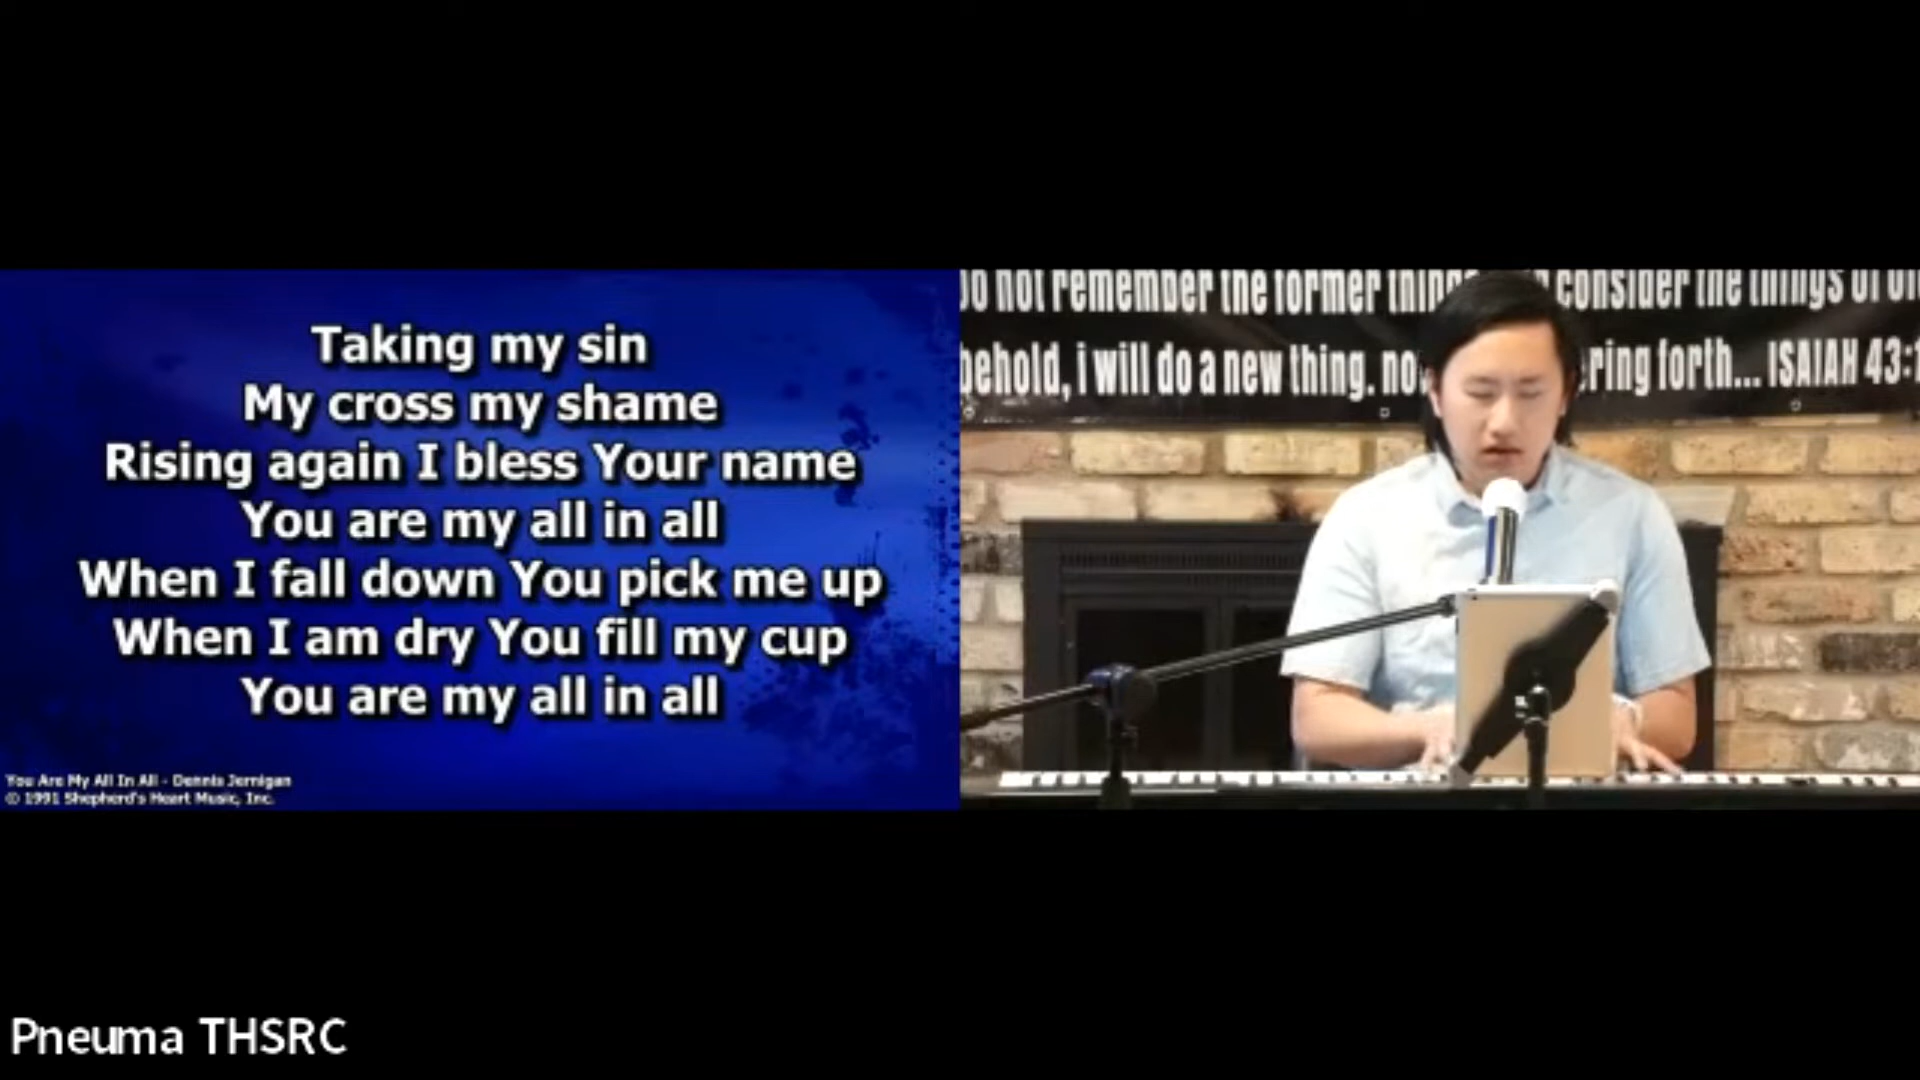 Taking my sin
My cross my shame
Rising again I bless Your name
You are my all in all
When I fall down You pick me up
When I am dry You fill my cup
You are my all in all
You Are My All In All - Dennis Jernigan
© 1991 Shepherd's Heart Music, Inc.
Do not remember the former things consider the things of
behold, i will do a new thing. ring forth... ISAIAH 43:
Pneuma THSRC